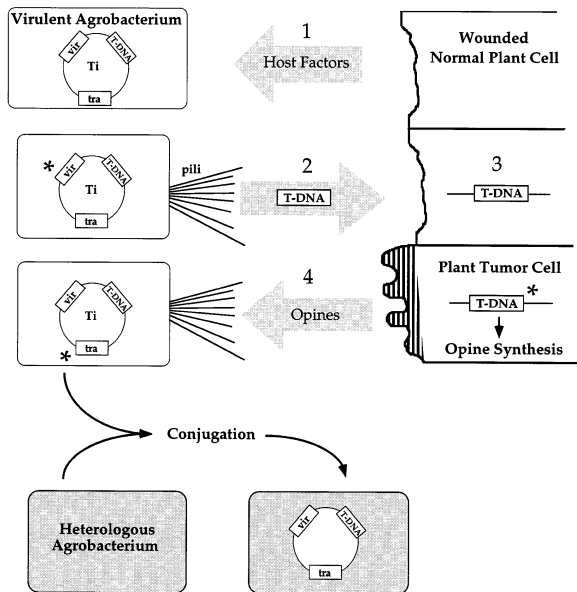 Virulent Agrobacterium
vir
T-DNA
Ti
tra
1
Host Factors
Wounded
Normal Plant Cell
*
vir
T-DNA
Ti
tra
pili
2
T-DNA
3
T-DNA
vir
T-DNA
Ti
tra
*
4
Opines
Plant Tumor Cell
T-DNA
*
Opine Synthesis
Conjugation
Heterologous
Agrobacterium
vir
T-DNA
tra